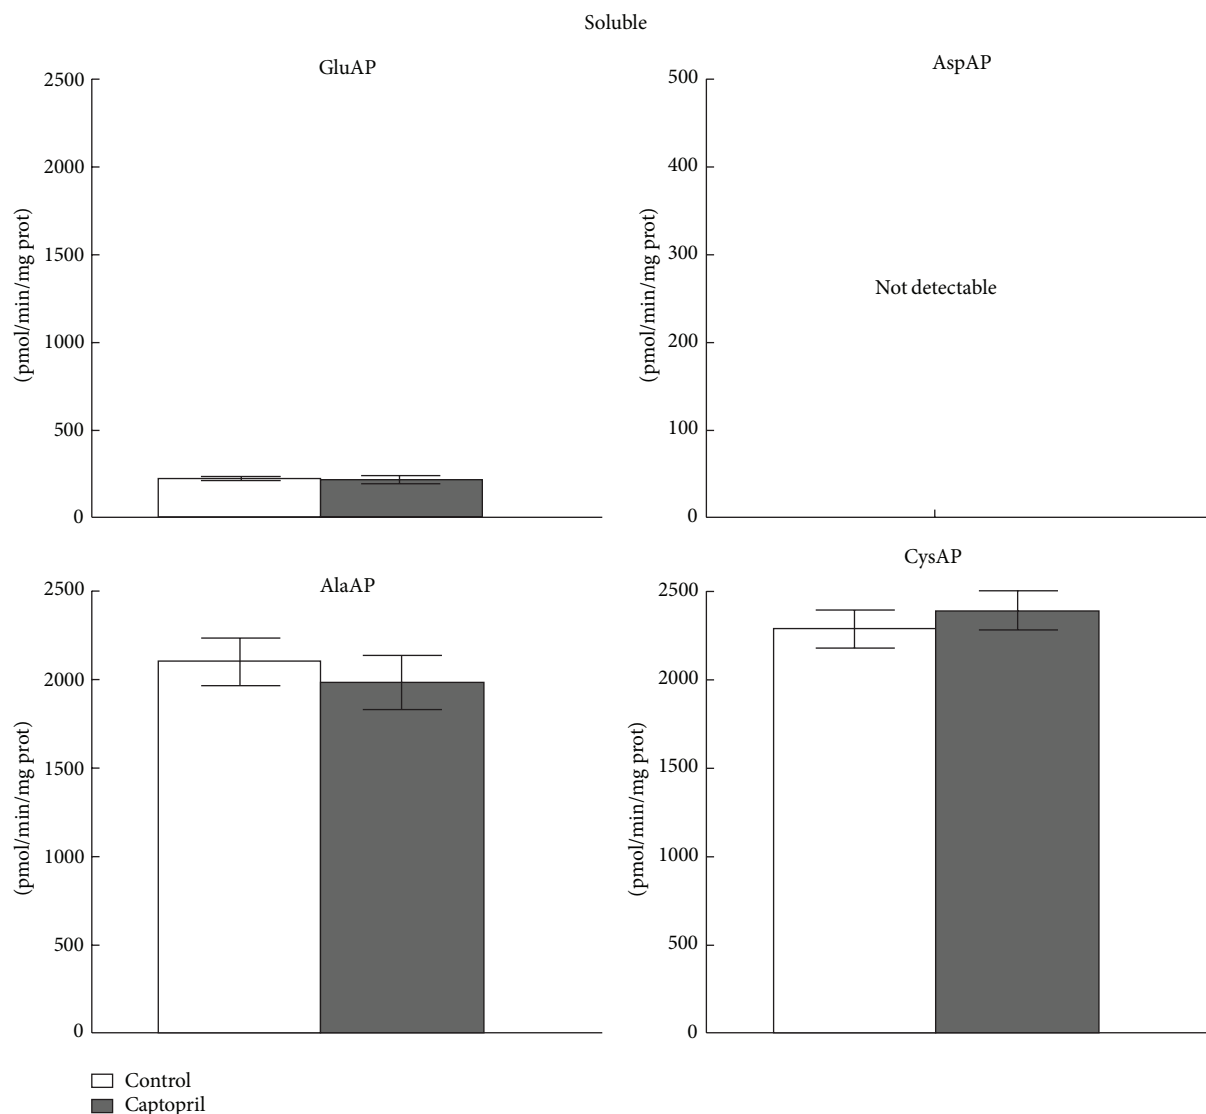 Soluble
GluAP
2500
2000
1500
1000
500
0
(pmol/min/mg prot)
AspAP
500
400
300
200
100
0
(pmol/min/mg prot)
Not detectable
AlaAP
2500
2000
1500
1000
500
0
(pmol/min/mg prot)
CysAP
2500
2000
1500
1000
500
0
(pmol/min/mg prot)
Control
Captopril